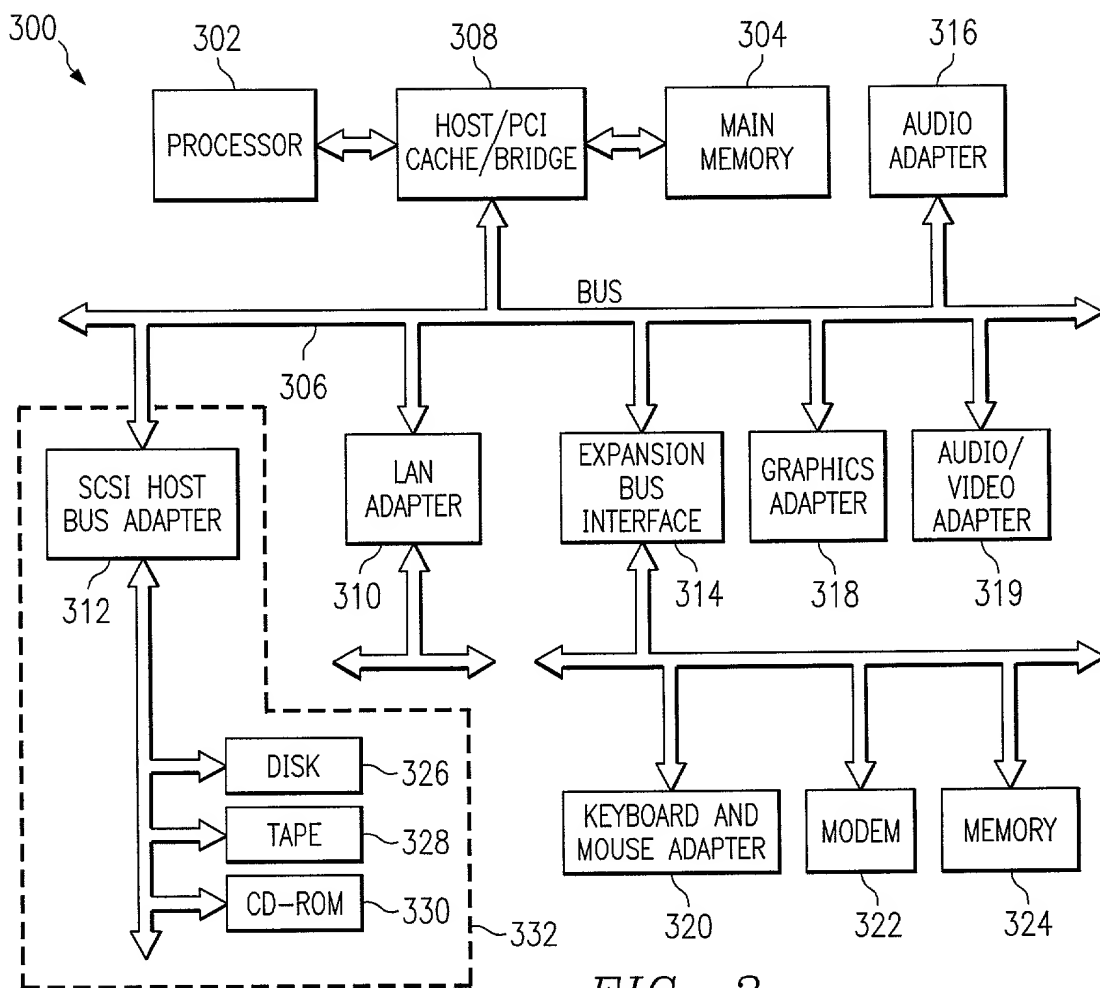 300
302
308
304
316
PROCESSOR
HOST/PCI
CACHE/BRIDGE
MAIN
MEMORY
AUDIO
ADAPTER
BUS
306
SCSI HOST
BUS ADAPTER
LAN
ADAPTER
EXPANSION
BUS
INTERFACE
GRAPHICS
ADAPTER
AUDIO/
VIDEO
ADAPTER
312
310
314
318
319
DISK
326
TAPE
328
CD-ROM
330
332
KEYBOARD AND
MOUSE ADAPTER
MODEM
MEMORY
320
322
324